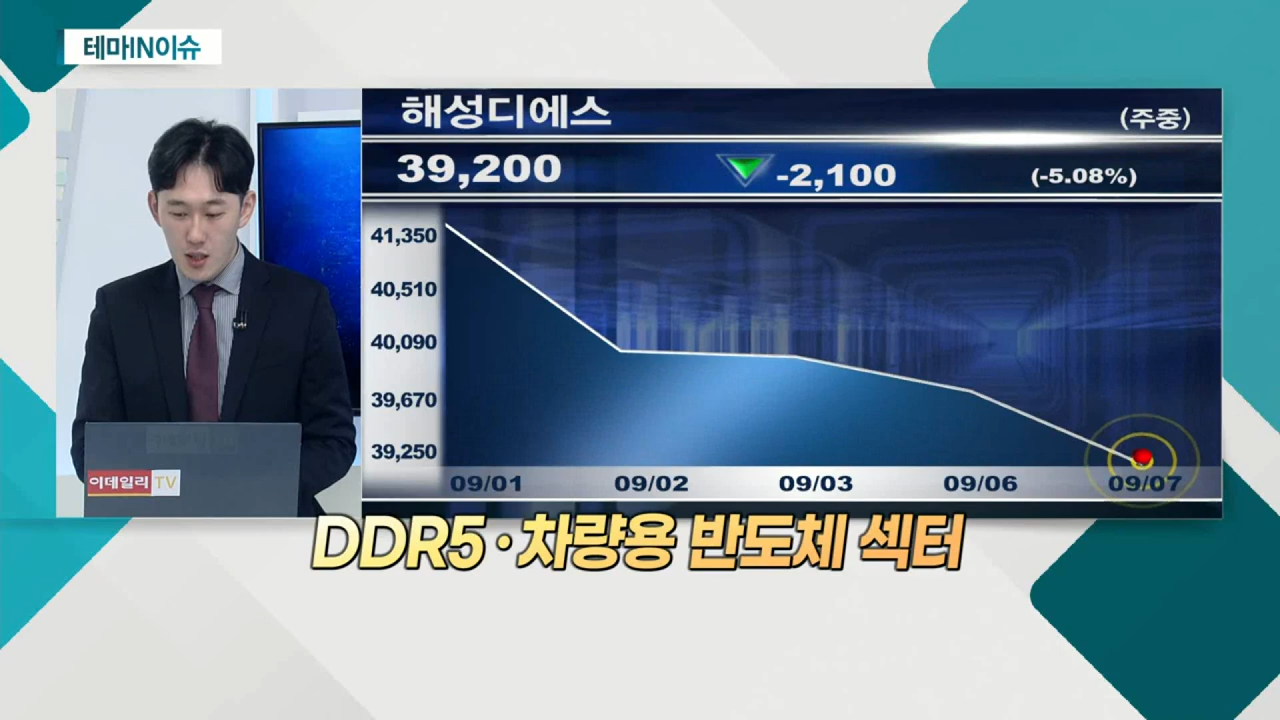 테마IN이슈
해성디에스
(주중)
39,200
-2,100
(-5.08%)
41,350
40,510
40,090
39,670
39,250
09/01
09/02
09/03
09/06
09/07
이데일리TV
DDR5·차량용 반도체 섹터